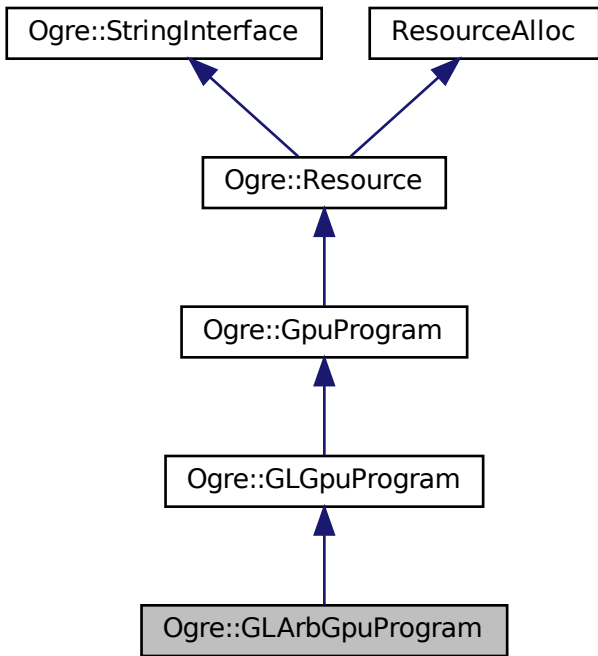 Ogre::StringInterface
ResourceAlloc
Ogre::Resource
Ogre::GpuProgram
Ogre::GLGpuProgram
Ogre::GLArbGpuProgram